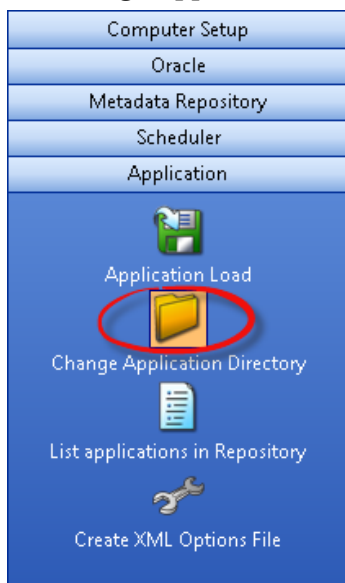 Computer Setup
Oracle
Metadata Repository
Scheduler
Application
Application Load
Change Application Directory
List applications in Repository
Create XML Options File